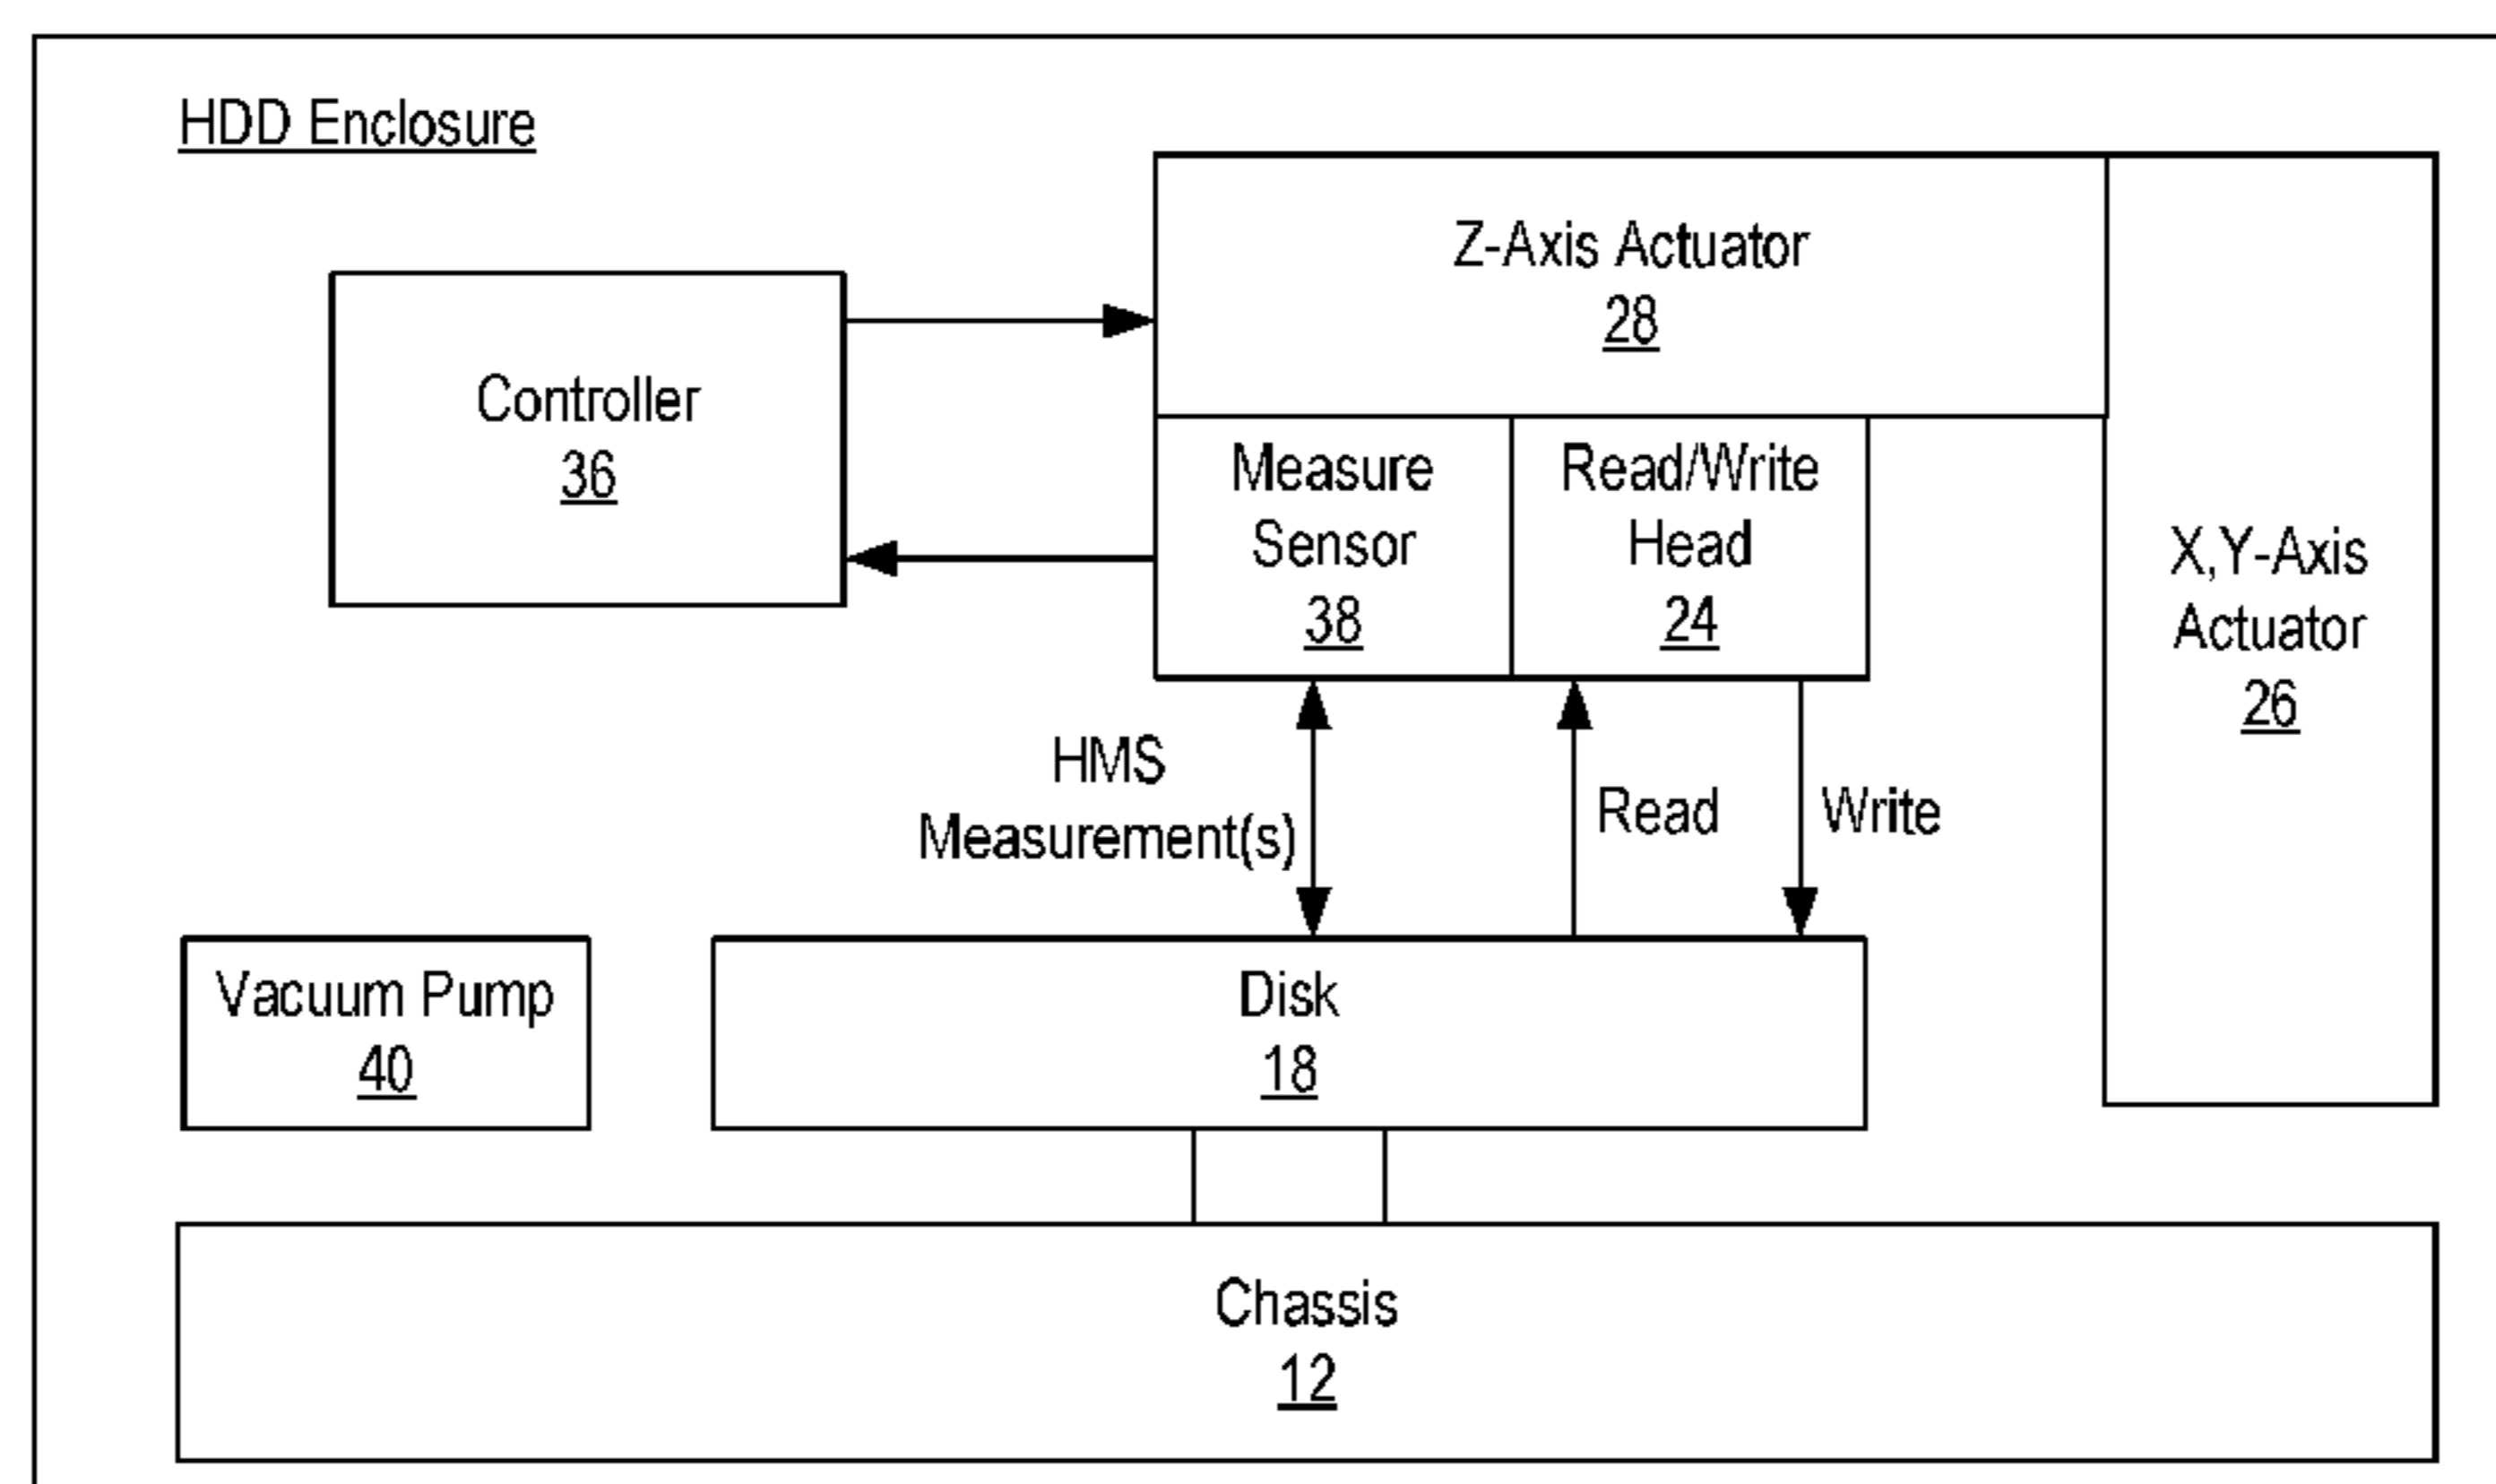 HDD Enclosure
Z-Axis Actuator
28
Controller
36
Measure
Sensor
38
Read/Write
Head
24
X,Y-Axis
Actuator
26
HMS
Measurement(s)
Read
Write
Vacuum Pump
40
Disk
18
Chassis
12